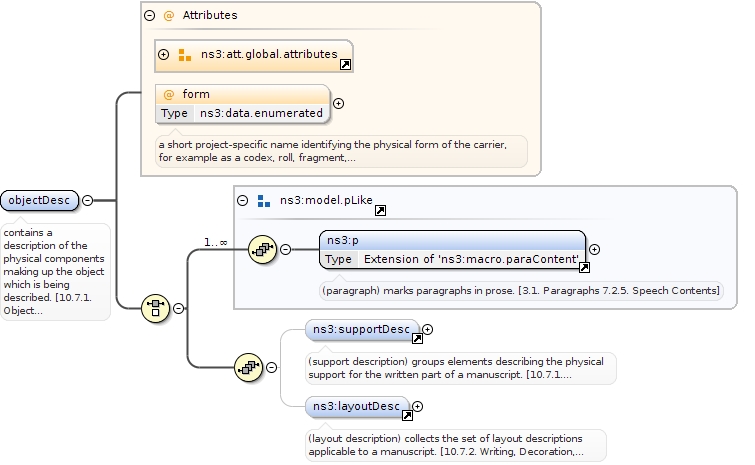 Attributes
ns3:att.global.attributes
form
Type ns3:data.enumerated
a short project-specific name identifying the physical form of the carrier,
for example as a codex, roll, fragment,...
objectDesc
contains a
description of the
physical components
making up the object
which is being
described. [10.7.1.
Object...
ns3:model.pLike
1..∞
ns3:p
Type Extension of 'ns3:macro.paraContent'
(paragraph) marks paragraphs in prose. [3.1. Paragraphs 7.2.5. Speech Contents]
ns3:supportDesc
(support description) groups elements describing the physical
support for the written part of a manuscript. [10.7.1....
ns3:layoutDesc
(layout description) collects the set of layout descriptions
applicable to a manuscript. [10.7.2. Writing, Decoration,...